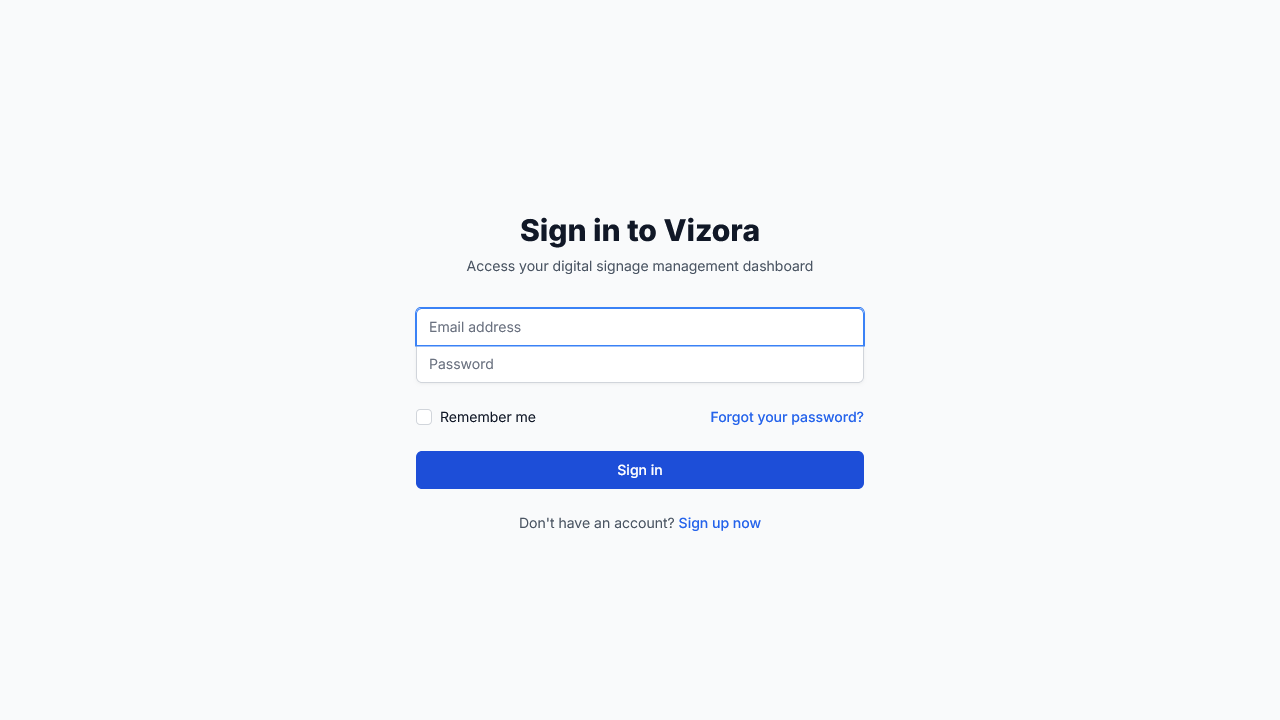 Sign in to Vizora
Access your digital signage management dashboard
Email address
Password
Remember me
Forgot your password?
Sign in
Don't have an account? Sign up now